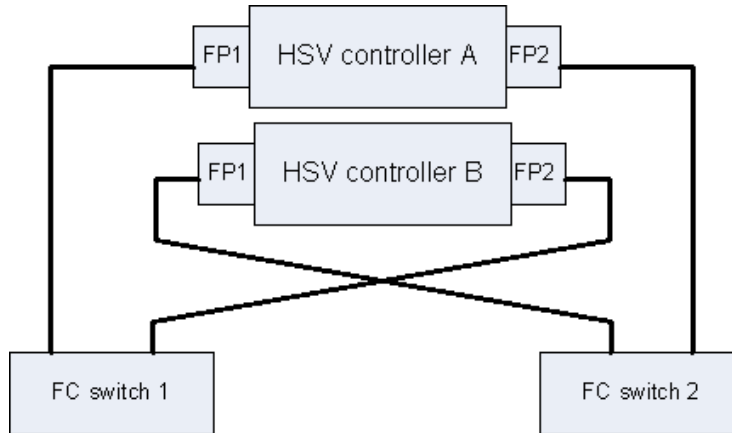 FP1
HSV controller A
FP2
FP1
HSV controller B
FP2
FC switch 1
FC switch 2